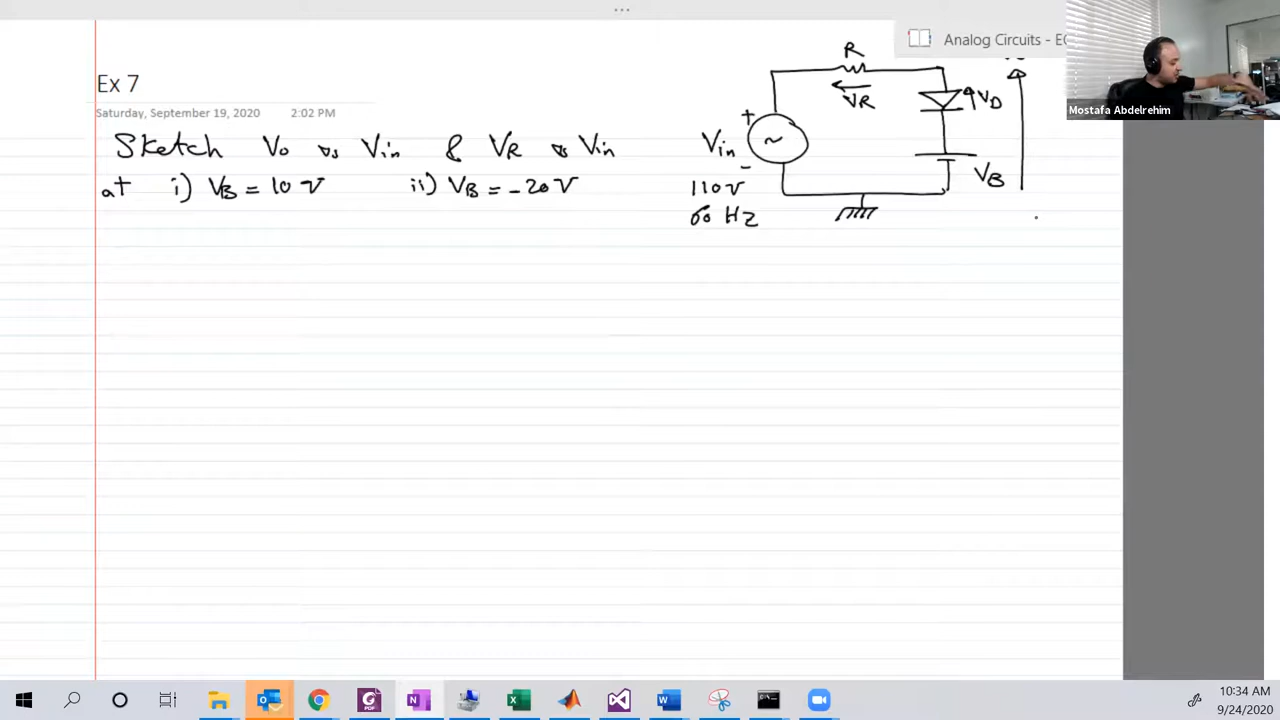 Analog Circuits - EC
Mostafa Abdelrehim
Ex 7
Saturday, September 19, 2020 2:02 PM
Sketch Vo vs Vin & VR vs Vin
at i) VB = 10 V ii) VB = -20 V
R
VR
VD
+
~
Vin
-
110 V
60 Hz
VB
10:34 AM
9/24/2020